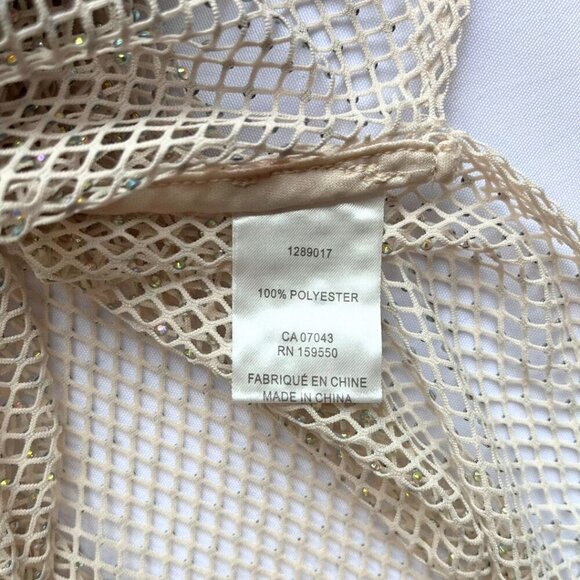 1289017
100% POLYESTER
CA 07043
RN 159550
FABRIQUÉ EN CHINE
MADE IN CHINA